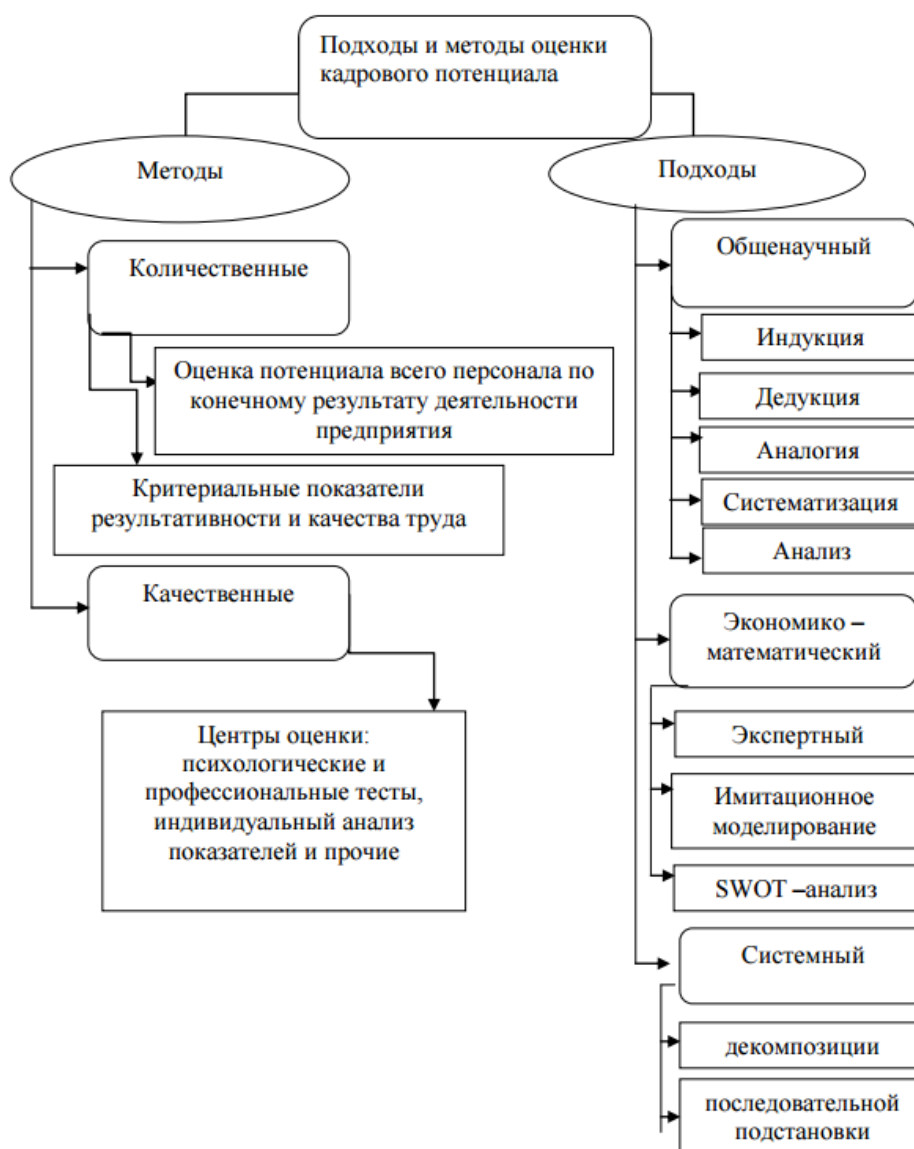 Подходы и методы оценки
кадрового потенциала
Методы
Подходы
Количественные
Оценка потенциала всего персонала по
конечному результату деятельности
предприятия
Критериальные показатели
результативности и качества труда
Качественные
Центры оценки:
психологические и
профессиональные тесты,
индивидуальный анализ
показателей и прочие
Общенаучный
Индукция
Дедукция
Аналогия
Систематизация
Анализ
Экономико –
математический
Экспертный
Имитационное
моделирование
SWOT –анализ
Системный
декомпозиции
последовательной
подстановки